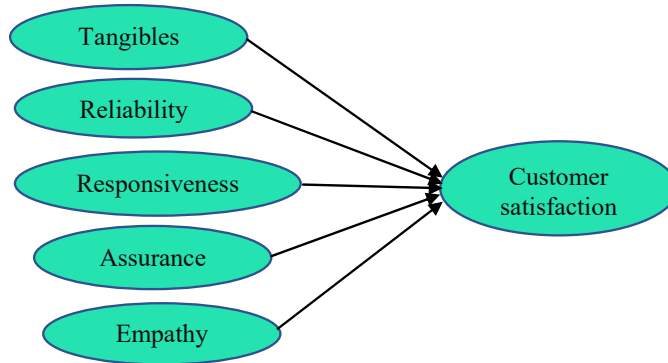 Tangibles
Reliability
Responsiveness
Assurance
Empathy
Customer
satisfaction